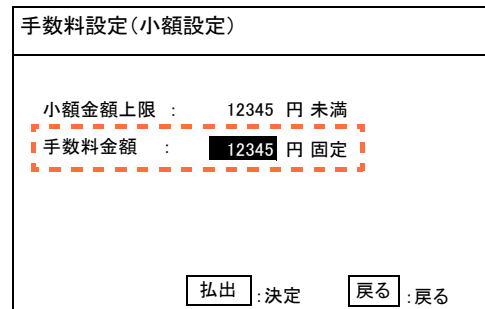 手数料設定(小額設定)
小額金額上限 : 12345 円 未満
手数料金額 : 12345 円 固定
払出 :決定 戻る :戻る